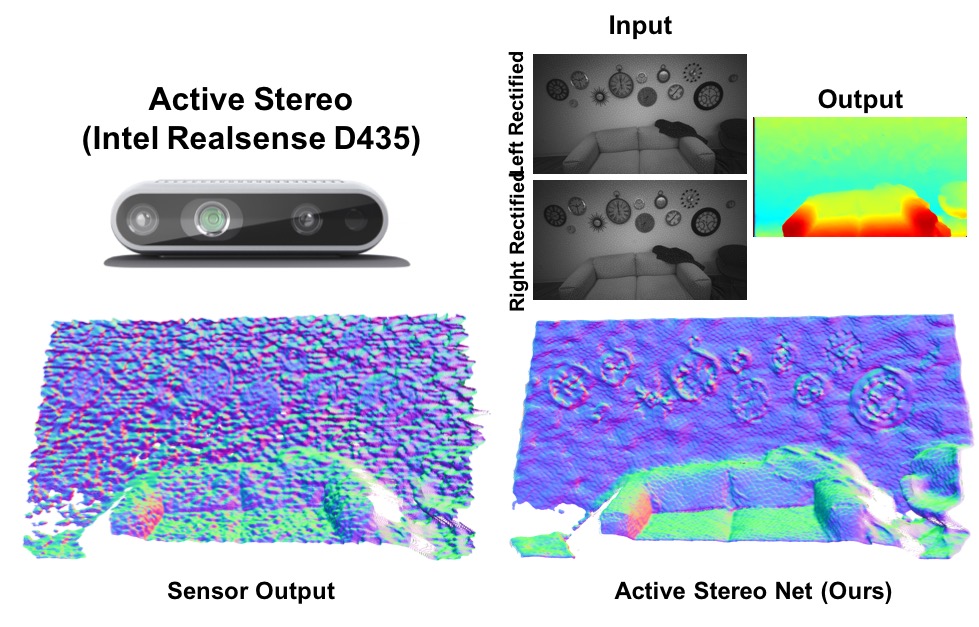 Input
Active Stereo
(Intel Realsense D435)
Left Rectified
Right Rectified
Output
Sensor Output
Active Stereo Net (Ours)